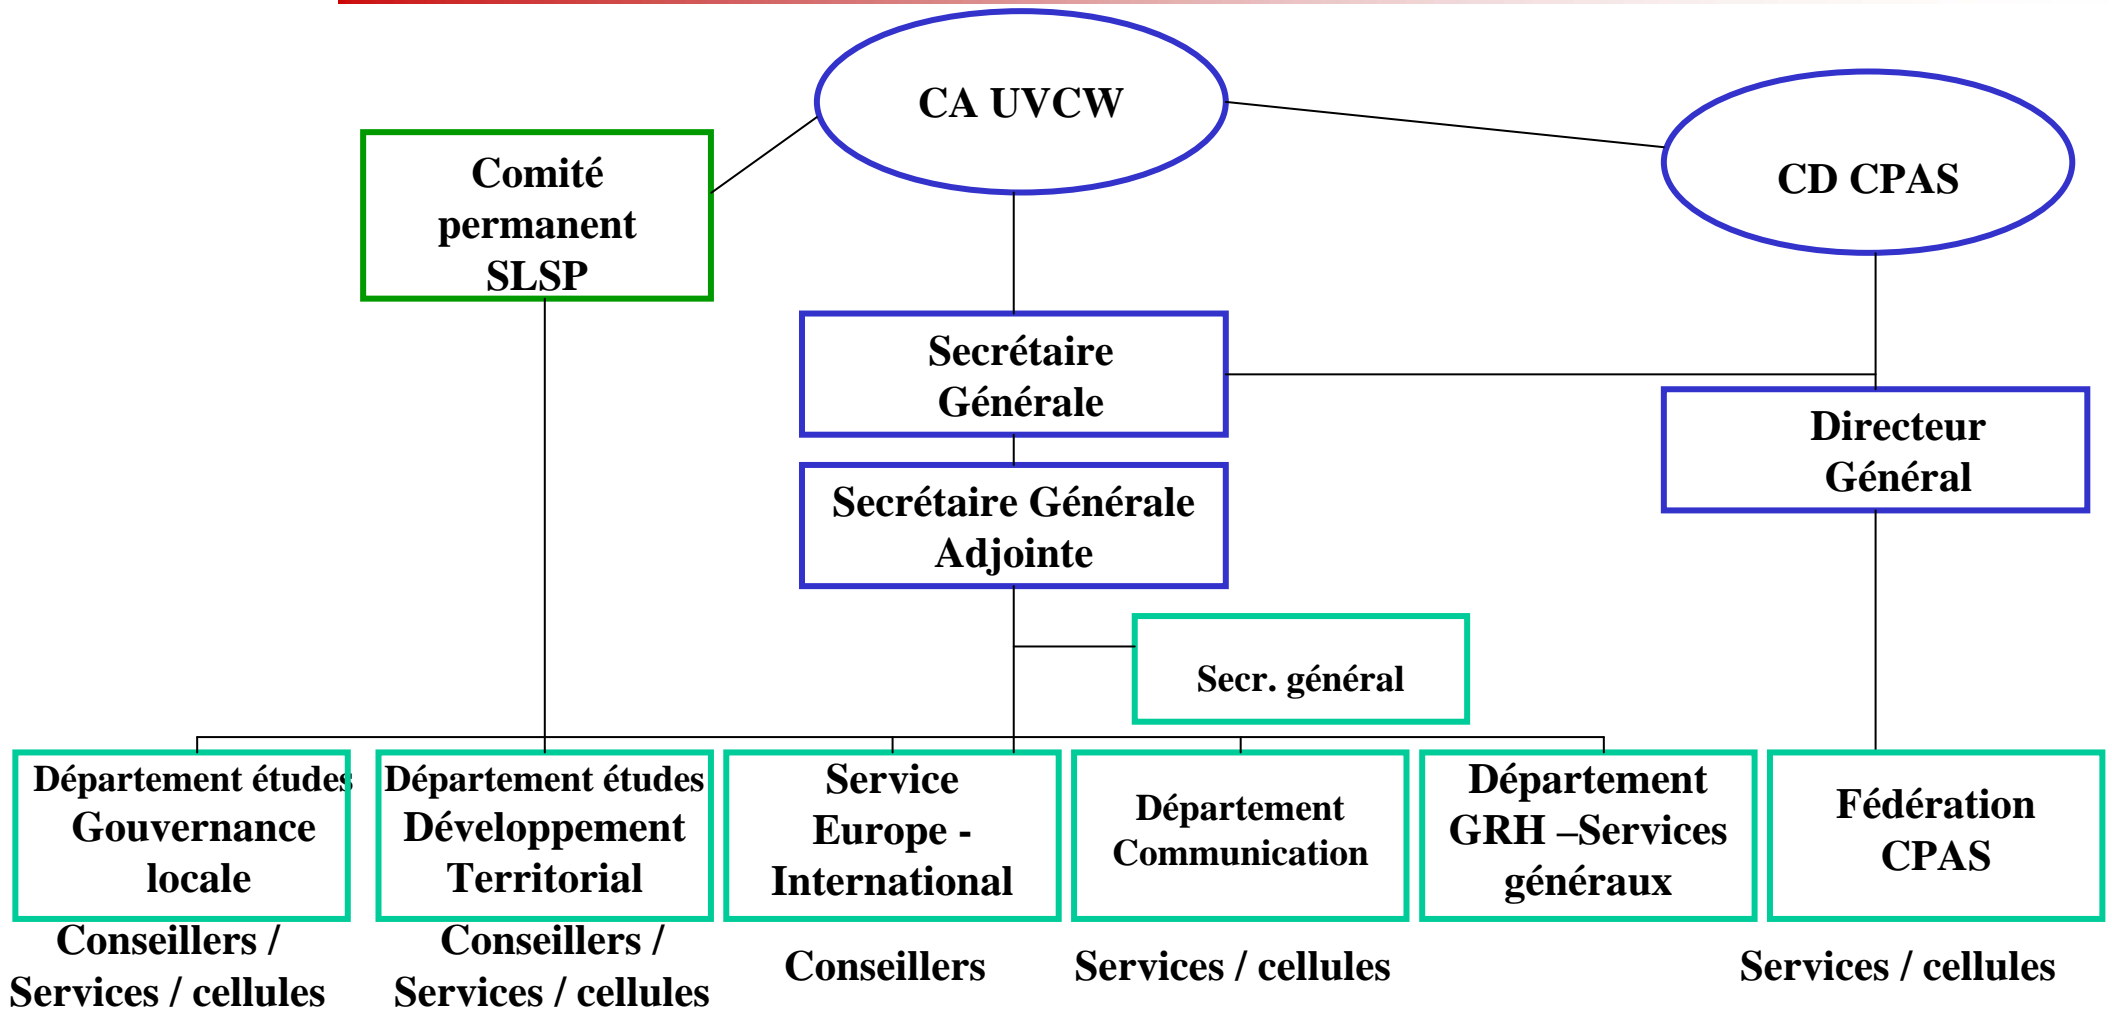 CA UVCW
CD CPAS
Comité
permanent
SLSP
Secrétaire
Générale
Directeur
Général
Secrétaire Générale
Adjointe
Secr. général
Département études
Gouvernance
locale
Département études
Développement
Territorial
Service
Europe -
International
Département
Communication
Département
GRH –Services
généraux
Fédération
CPAS
Conseillers /
Services / cellules
Conseillers /
Services / cellules
Conseillers
Services / cellules
Services / cellules